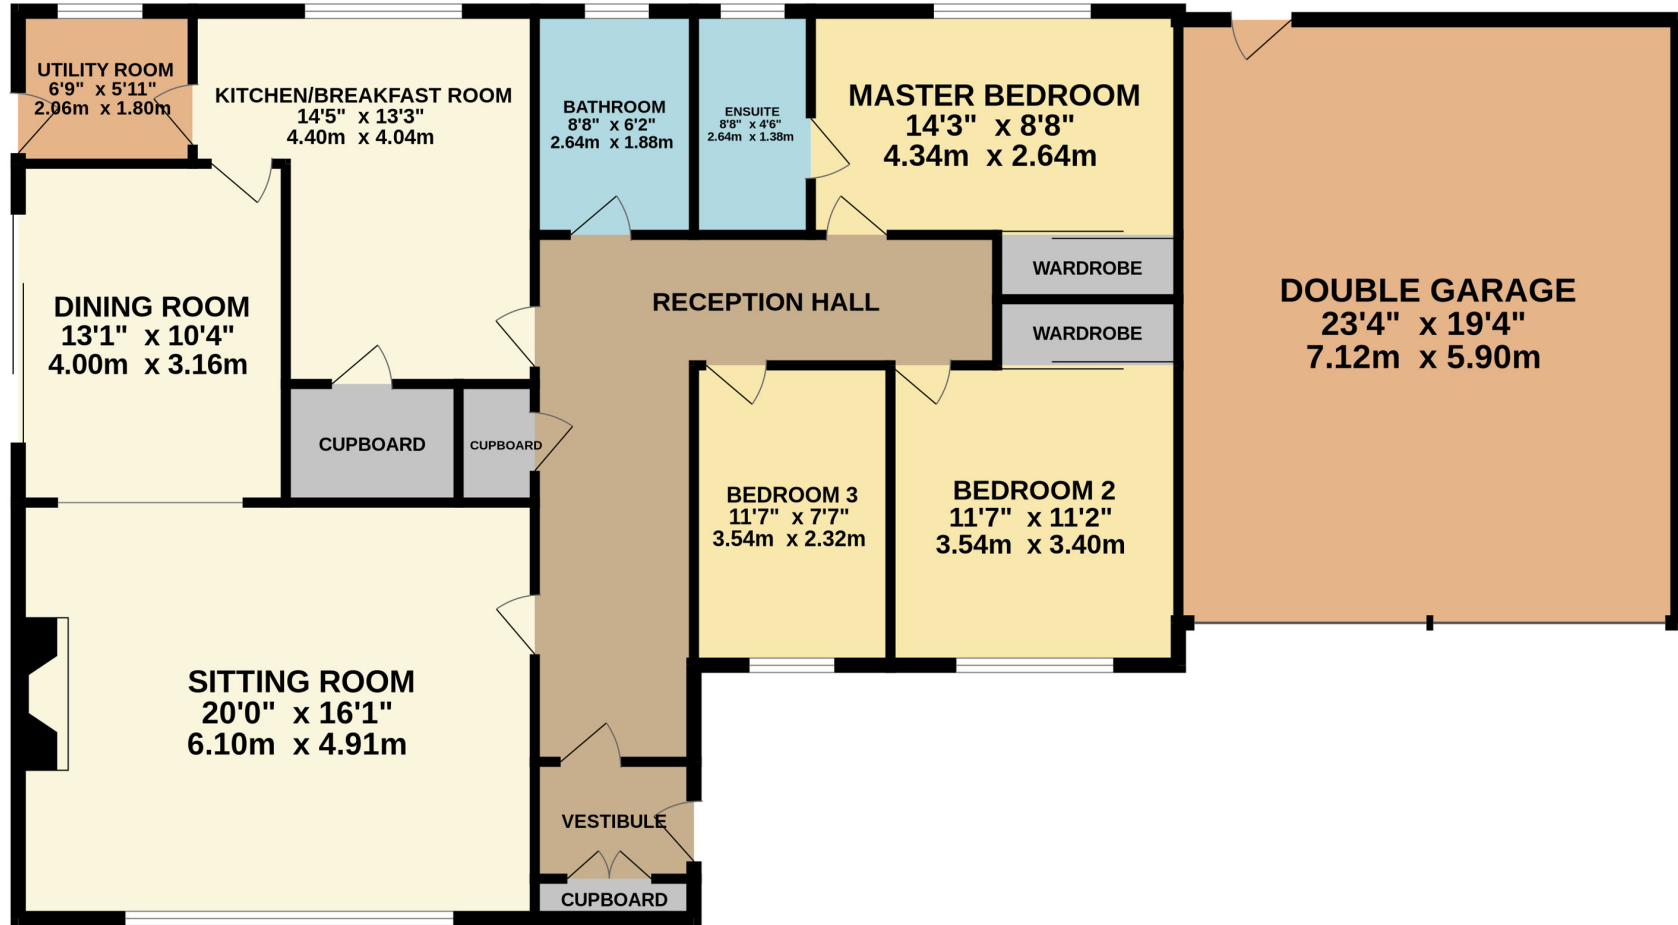 UTILITY ROOM
6'9" x 5'11"
2.06m x 1.80m
KITCHEN/BREAKFAST ROOM
14'5" x 13'3"
4.40m x 4.04m
BATHROOM
8'8" x 6'2"
2.64m x 1.88m
ENSUITE
8'8" x 4'6"
2.64m x 1.38m
MASTER BEDROOM
14'3" x 8'8"
4.34m x 2.64m
WARDROBE
RECEPTION HALL
WARDROBE
DOUBLE GARAGE
23'4" x 19'4"
7.12m x 5.90m
DINING ROOM
13'1" x 10'4"
4.00m x 3.16m
CUPBOARD
CUPBOARD
BEDROOM 3
11'7" x 7'7"
3.54m x 2.32m
BEDROOM 2
11'7" x 11'2"
3.54m x 3.40m
SITTING ROOM
20'0" x 16'1"
6.10m x 4.91m
VESTIBULE
CUPBOARD